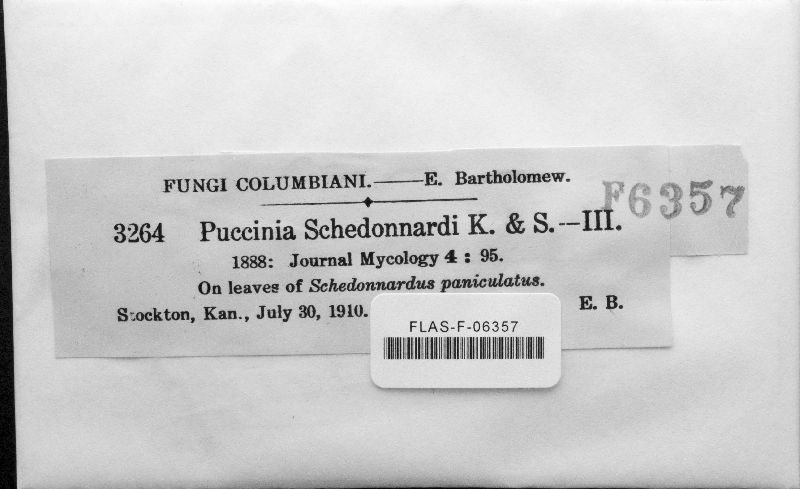 FUNGI COLUMBIANI.——E. Bartholomew.
F6357
3264 Puccinia Schedonnardi K. & S.—III.
1888: Journal Mycology 4 : 95.
On leaves of Schedonnardus paniculatus.
Stockton, Kan., July 30, 1910. E. B.
FLAS-F-06357